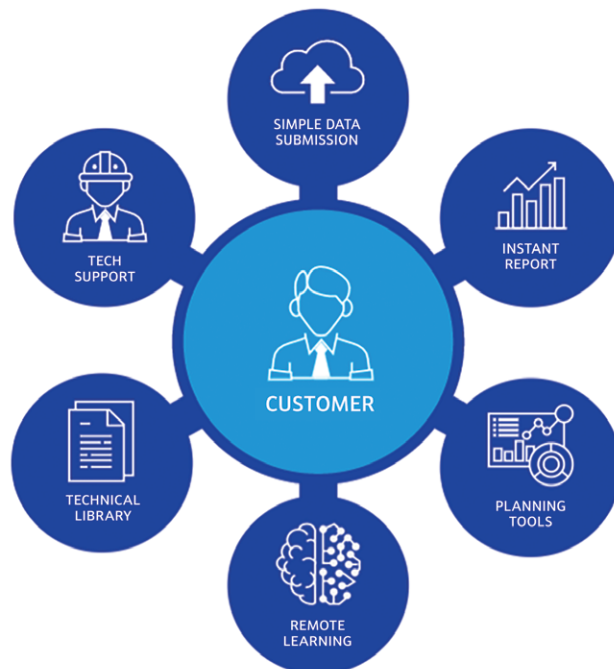 SIMPLE DATA
SUBMISSION
INSTANT
REPORT
PLANNING
TOOLS
REMOTE
LEARNING
TECHNICAL
LIBRARY
TECH
SUPPORT
CUSTOMER